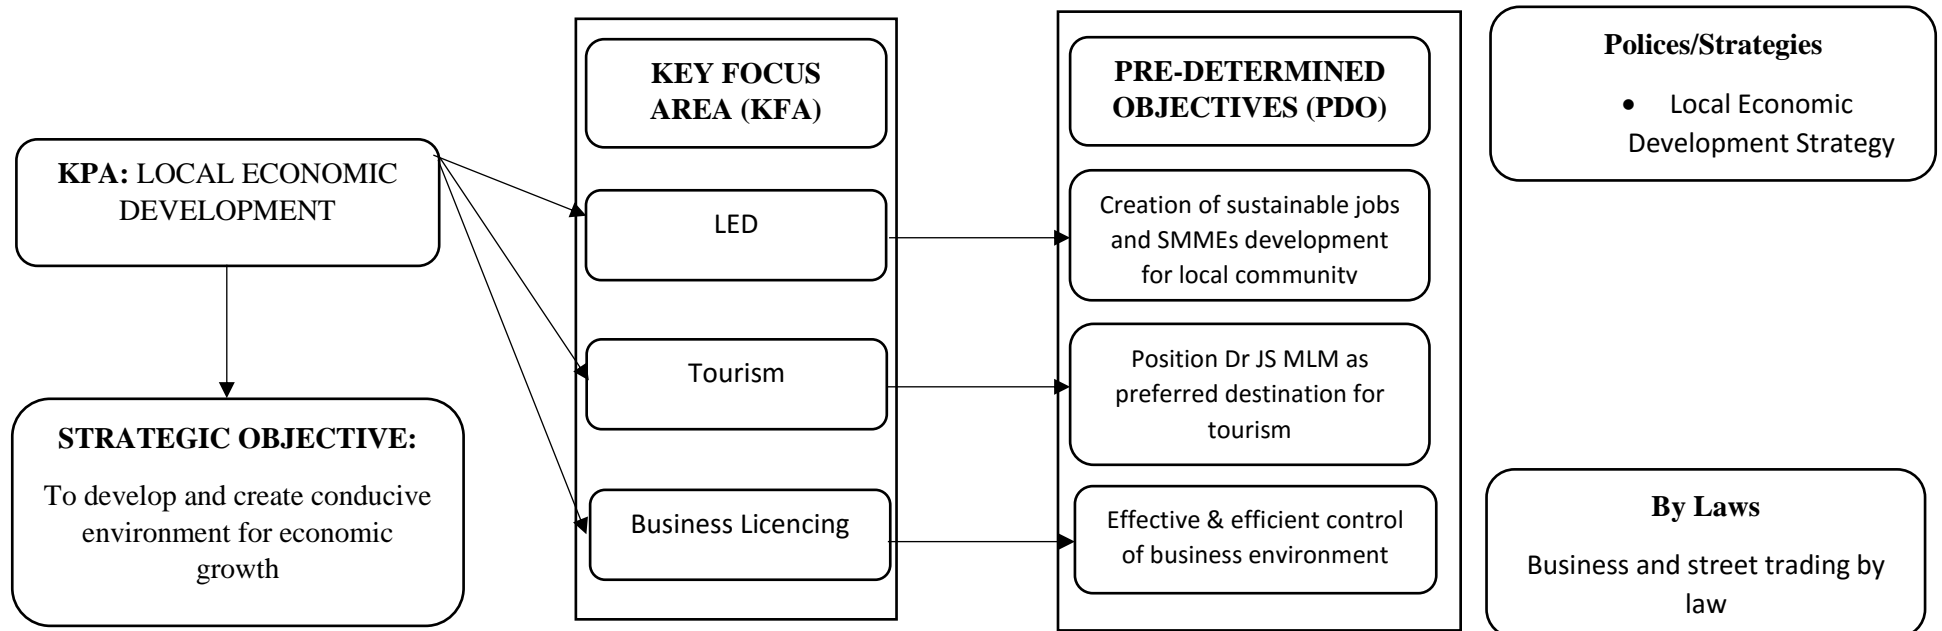 KPA: LOCAL ECONOMIC
DEVELOPMENT
STRATEGIC OBJECTIVE:
To develop and create conducive
environment for economic
growth
KEY FOCUS
AREA (KFA)
LED
Tourism
Business Licencing
PRE-DETERMINED
OBJECTIVES (PDO)
Creation of sustainable jobs
and SMMEs development
for local community
Position Dr JS MLM as
preferred destination for
tourism
Effective & efficient control
of business environment
Polices/Strategies
• Local Economic
Development Strategy
By Laws
Business and street trading by
law